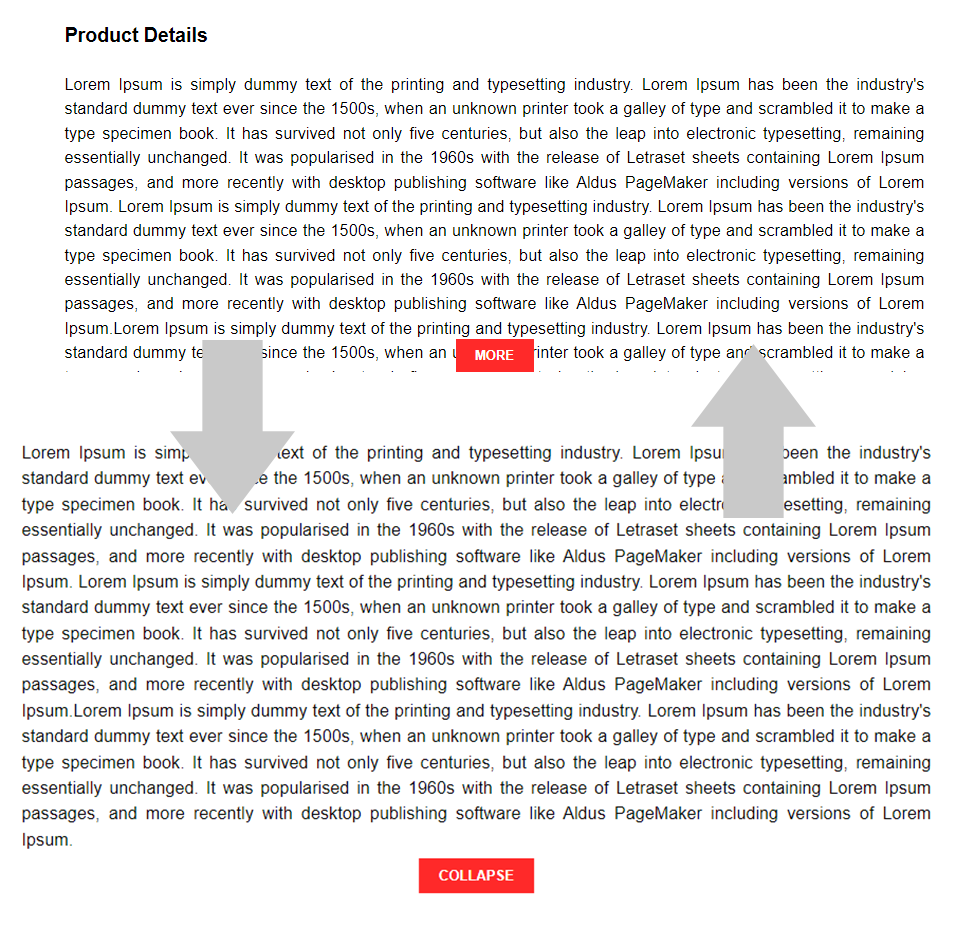 Product Details
Lorem Ipsum is simply dummy text of the printing and typesetting industry. Lorem Ipsum has been the industry's
standard dummy text ever since the 1500s, when an unknown printer took a galley of type and scrambled it to make a
type specimen book. It has survived not only five centuries, but also the leap into electronic typesetting, remaining
essentially unchanged. It was popularised in the 1960s with the release of Letraset sheets containing Lorem Ipsum
passages, and more recently with desktop publishing software like Aldus PageMaker including versions of Lorem
Ipsum. Lorem Ipsum is simply dummy text of the printing and typesetting industry. Lorem Ipsum has been the industry's
standard dummy text ever since the 1500s, when an unknown printer took a galley of type and scrambled it to make a
type specimen book. It has survived not only five centuries, but also the leap into electronic typesetting, remaining
essentially unchanged. It was popularised in the 1960s with the release of Letraset sheets containing Lorem Ipsum
passages, and more recently with desktop publishing software like Aldus PageMaker including versions of Lorem
Ipsum.Lorem Ipsum is simply dummy text of the printing and typesetting industry. Lorem Ipsum has been the industry's
standard dummy since the 1500s, when an MORE took a galley of type and scrambled it to make a
Lorem Ipsum is text of the printing and typesetting industry. Lorem been the industry's
standard dummy text the 1500s, when an unknown printer took a galley of type to make a
type specimen book. It has survived not only five centuries, but also the leap into remaining
essentially unchanged. It was popularised in the 1960s with the release of Letraset sheets containing Lorem Ipsum
passages, and more recently with desktop publishing software like Aldus PageMaker including versions of Lorem
Ipsum. Lorem Ipsum is simply dummy text of the printing and typesetting industry. Lorem Ipsum has been the industry's
standard dummy text ever since the 1500s, when an unknown printer took a galley of type and scrambled it to make a
type specimen book. It has survived not only five centuries, but also the leap into electronic typesetting, remaining
essentially unchanged. It was popularised in the 1960s with the release of Letraset sheets containing Lorem Ipsum
passages, and more recently with desktop publishing software like Aldus PageMaker including versions of Lorem
Ipsum.Lorem Ipsum is simply dummy text of the printing and typesetting industry. Lorem Ipsum has been the industry's
standard dummy text ever since the 1500s, when an unknown printer took a galley of type and scrambled it to make a
type specimen book. It has survived not only five centuries, but also the leap into electronic typesetting, remaining
essentially unchanged. It was popularised in the 1960s with the release of Letraset sheets containing Lorem Ipsum
passages, and more recently with desktop publishing software like Aldus PageMaker including versions of Lorem
Ipsum.
COLLAPSE